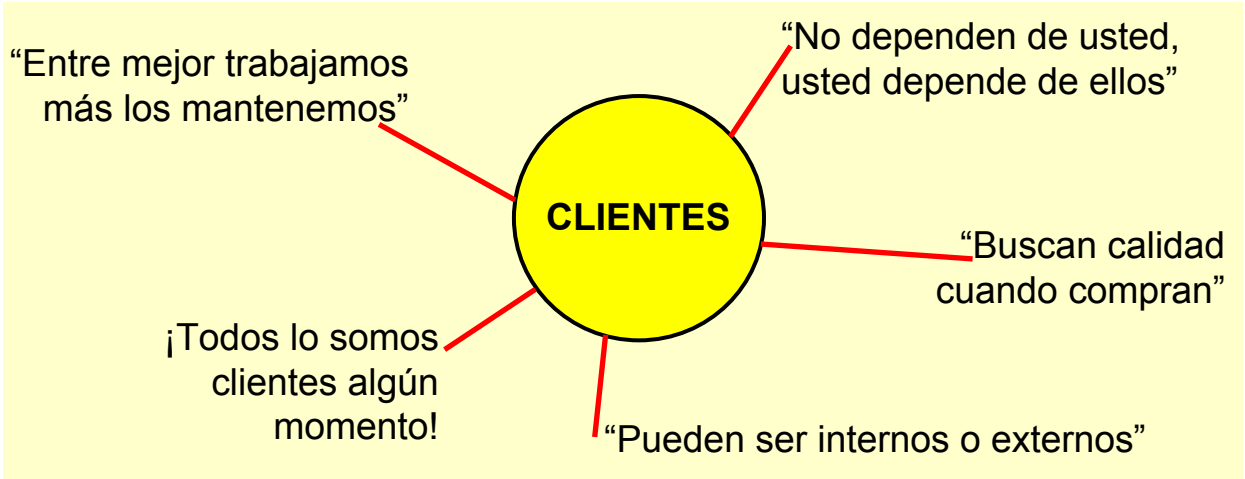 “Entre mejor trabajamos
más los mantenemos”
“No dependen de usted,
usted depende de ellos”
CLIENTES
“Buscan calidad
cuando compran”
¡Todos lo somos
clientes algún
momento!
“Pueden ser internos o externos”